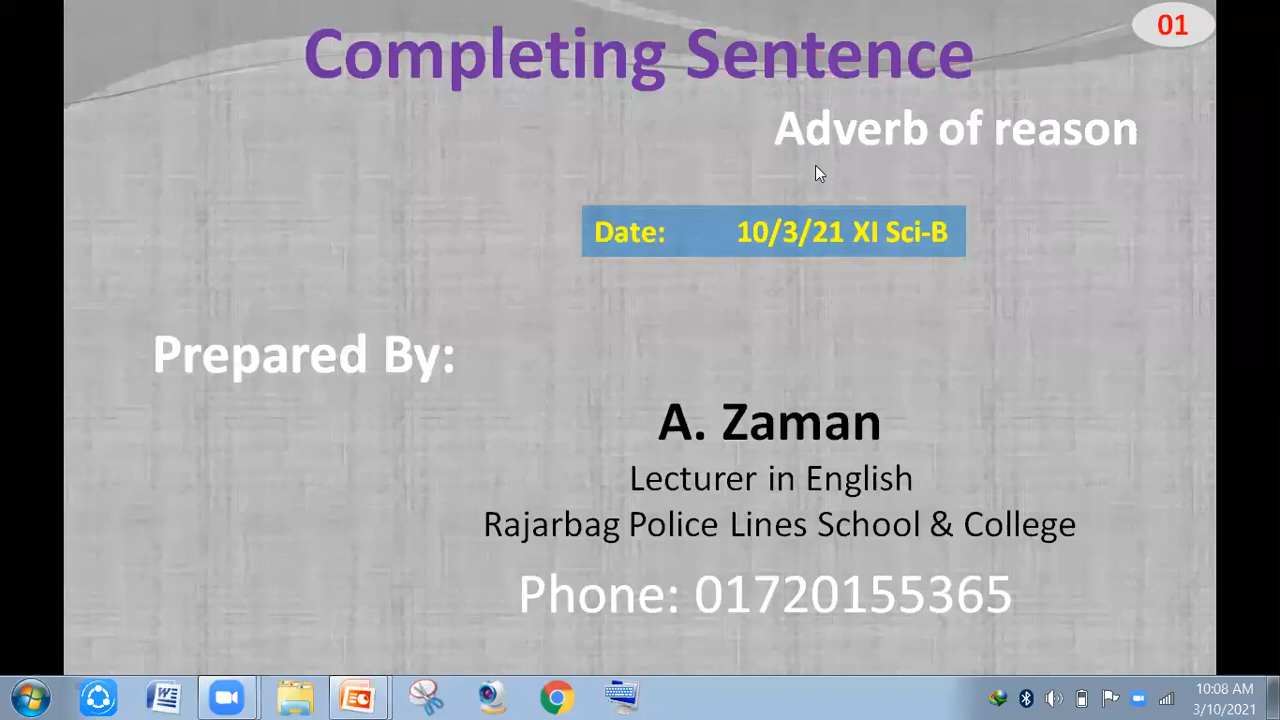 01
Completing Sentence
Adverb of reason
Date: 10/3/21 XI Sci-B
Prepared By:
A. Zaman
Lecturer in English
Rajarbag Police Lines School & College
Phone: 01720155365
10:08 AM
3/10/2021